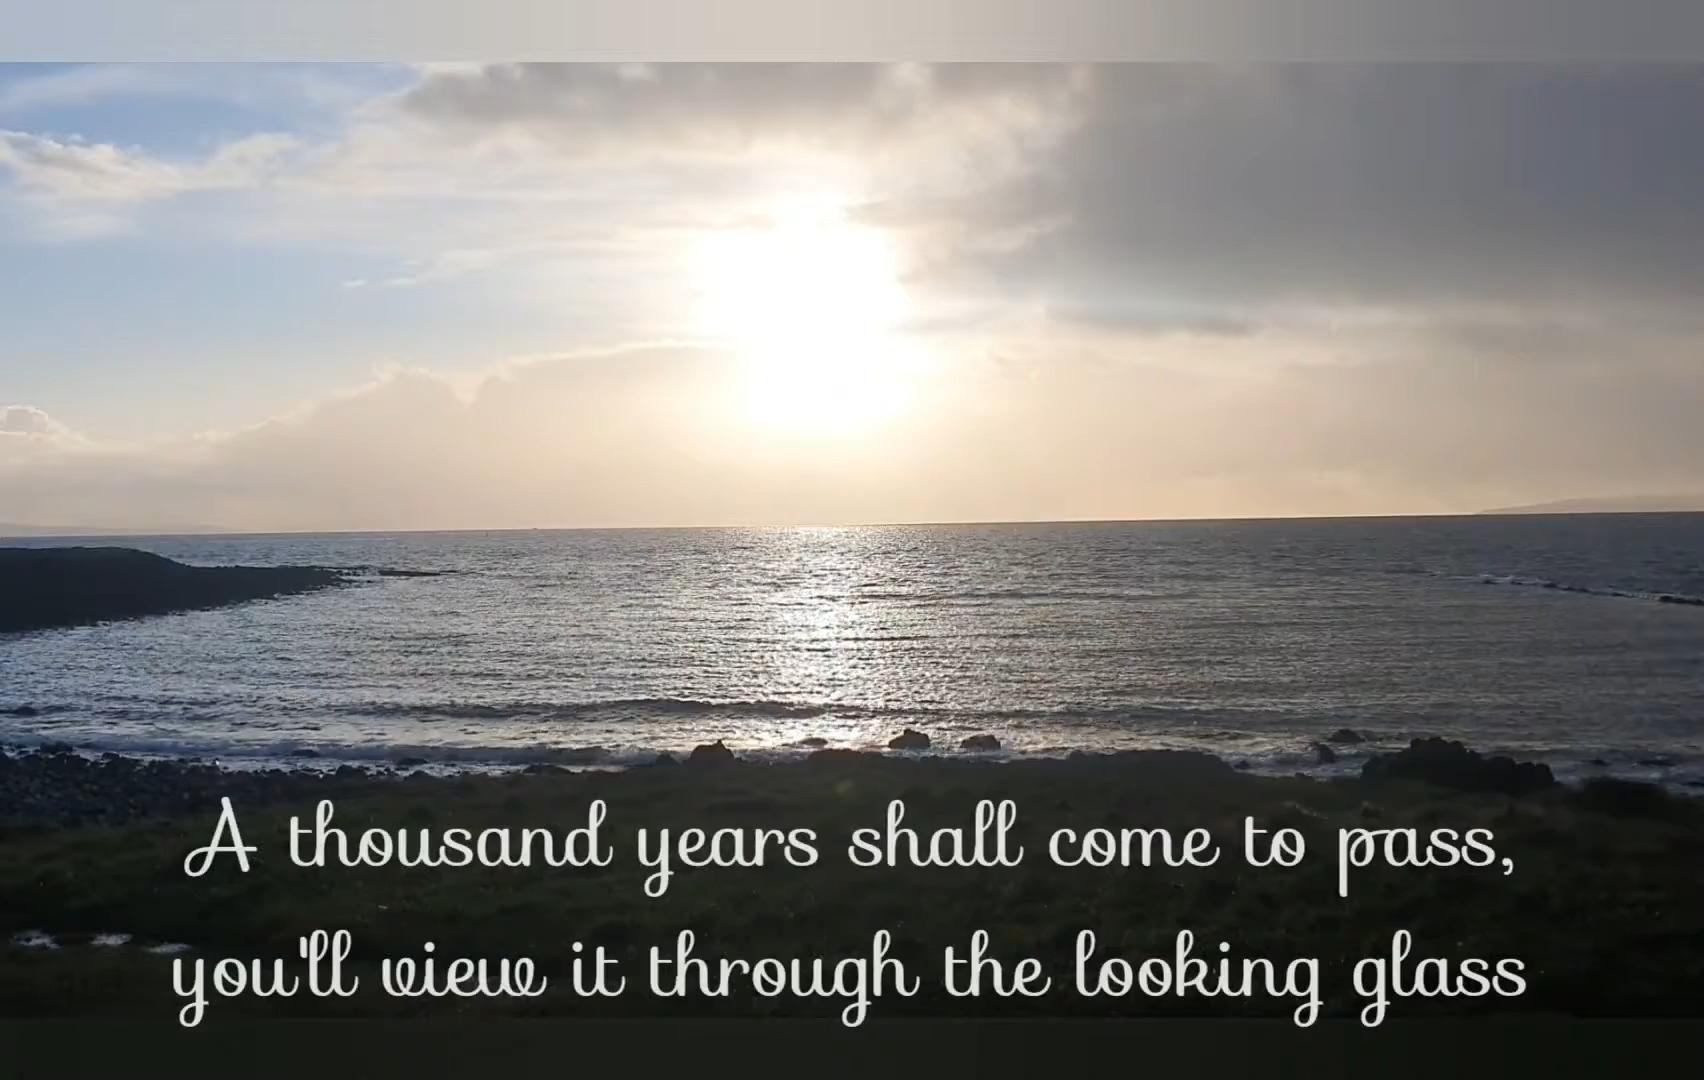 A thousand years shall come to pass,
you'll view it through the looking glass